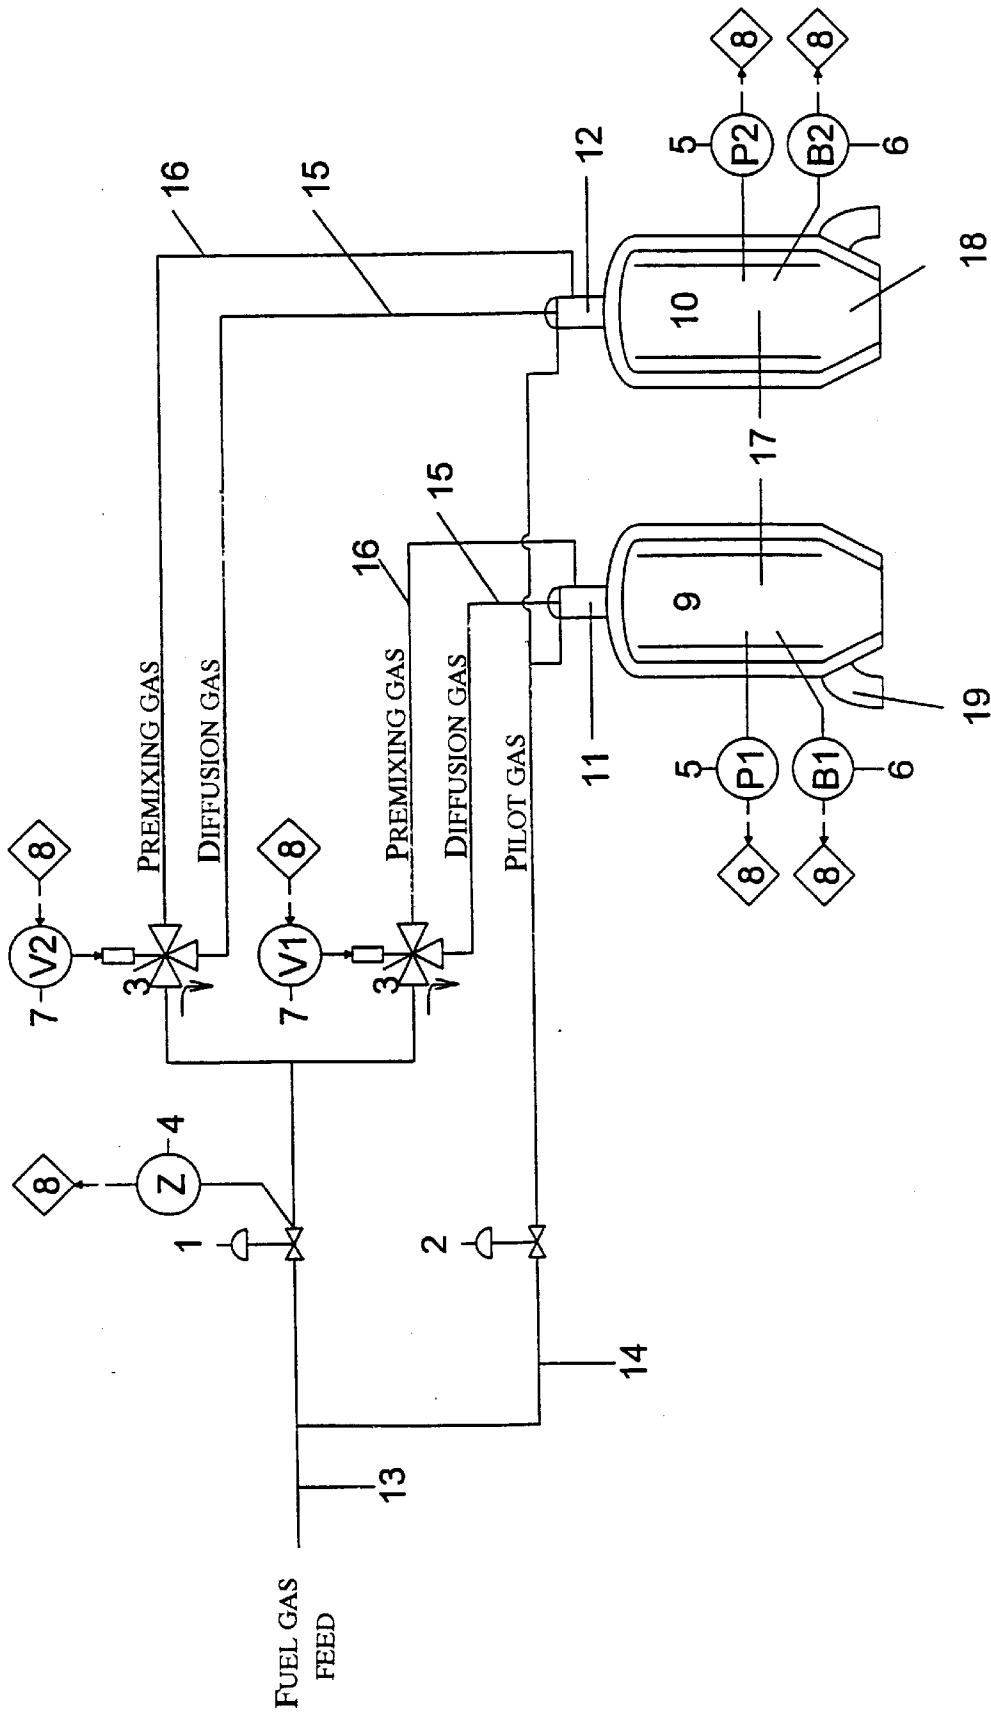 8
7
V2
8
Z
4
3
PREMIXING GAS
16
1
DIFFUSION GAS
15
FUEL GAS
FEED
7
V1
8
3
PREMIXING GAS
16
13
2
DIFFUSION GAS
15
PILOT GAS
14
11
12
5
9
10
5
8
P1
17
P2
8
8
B1
B2
8
6
6
19
18